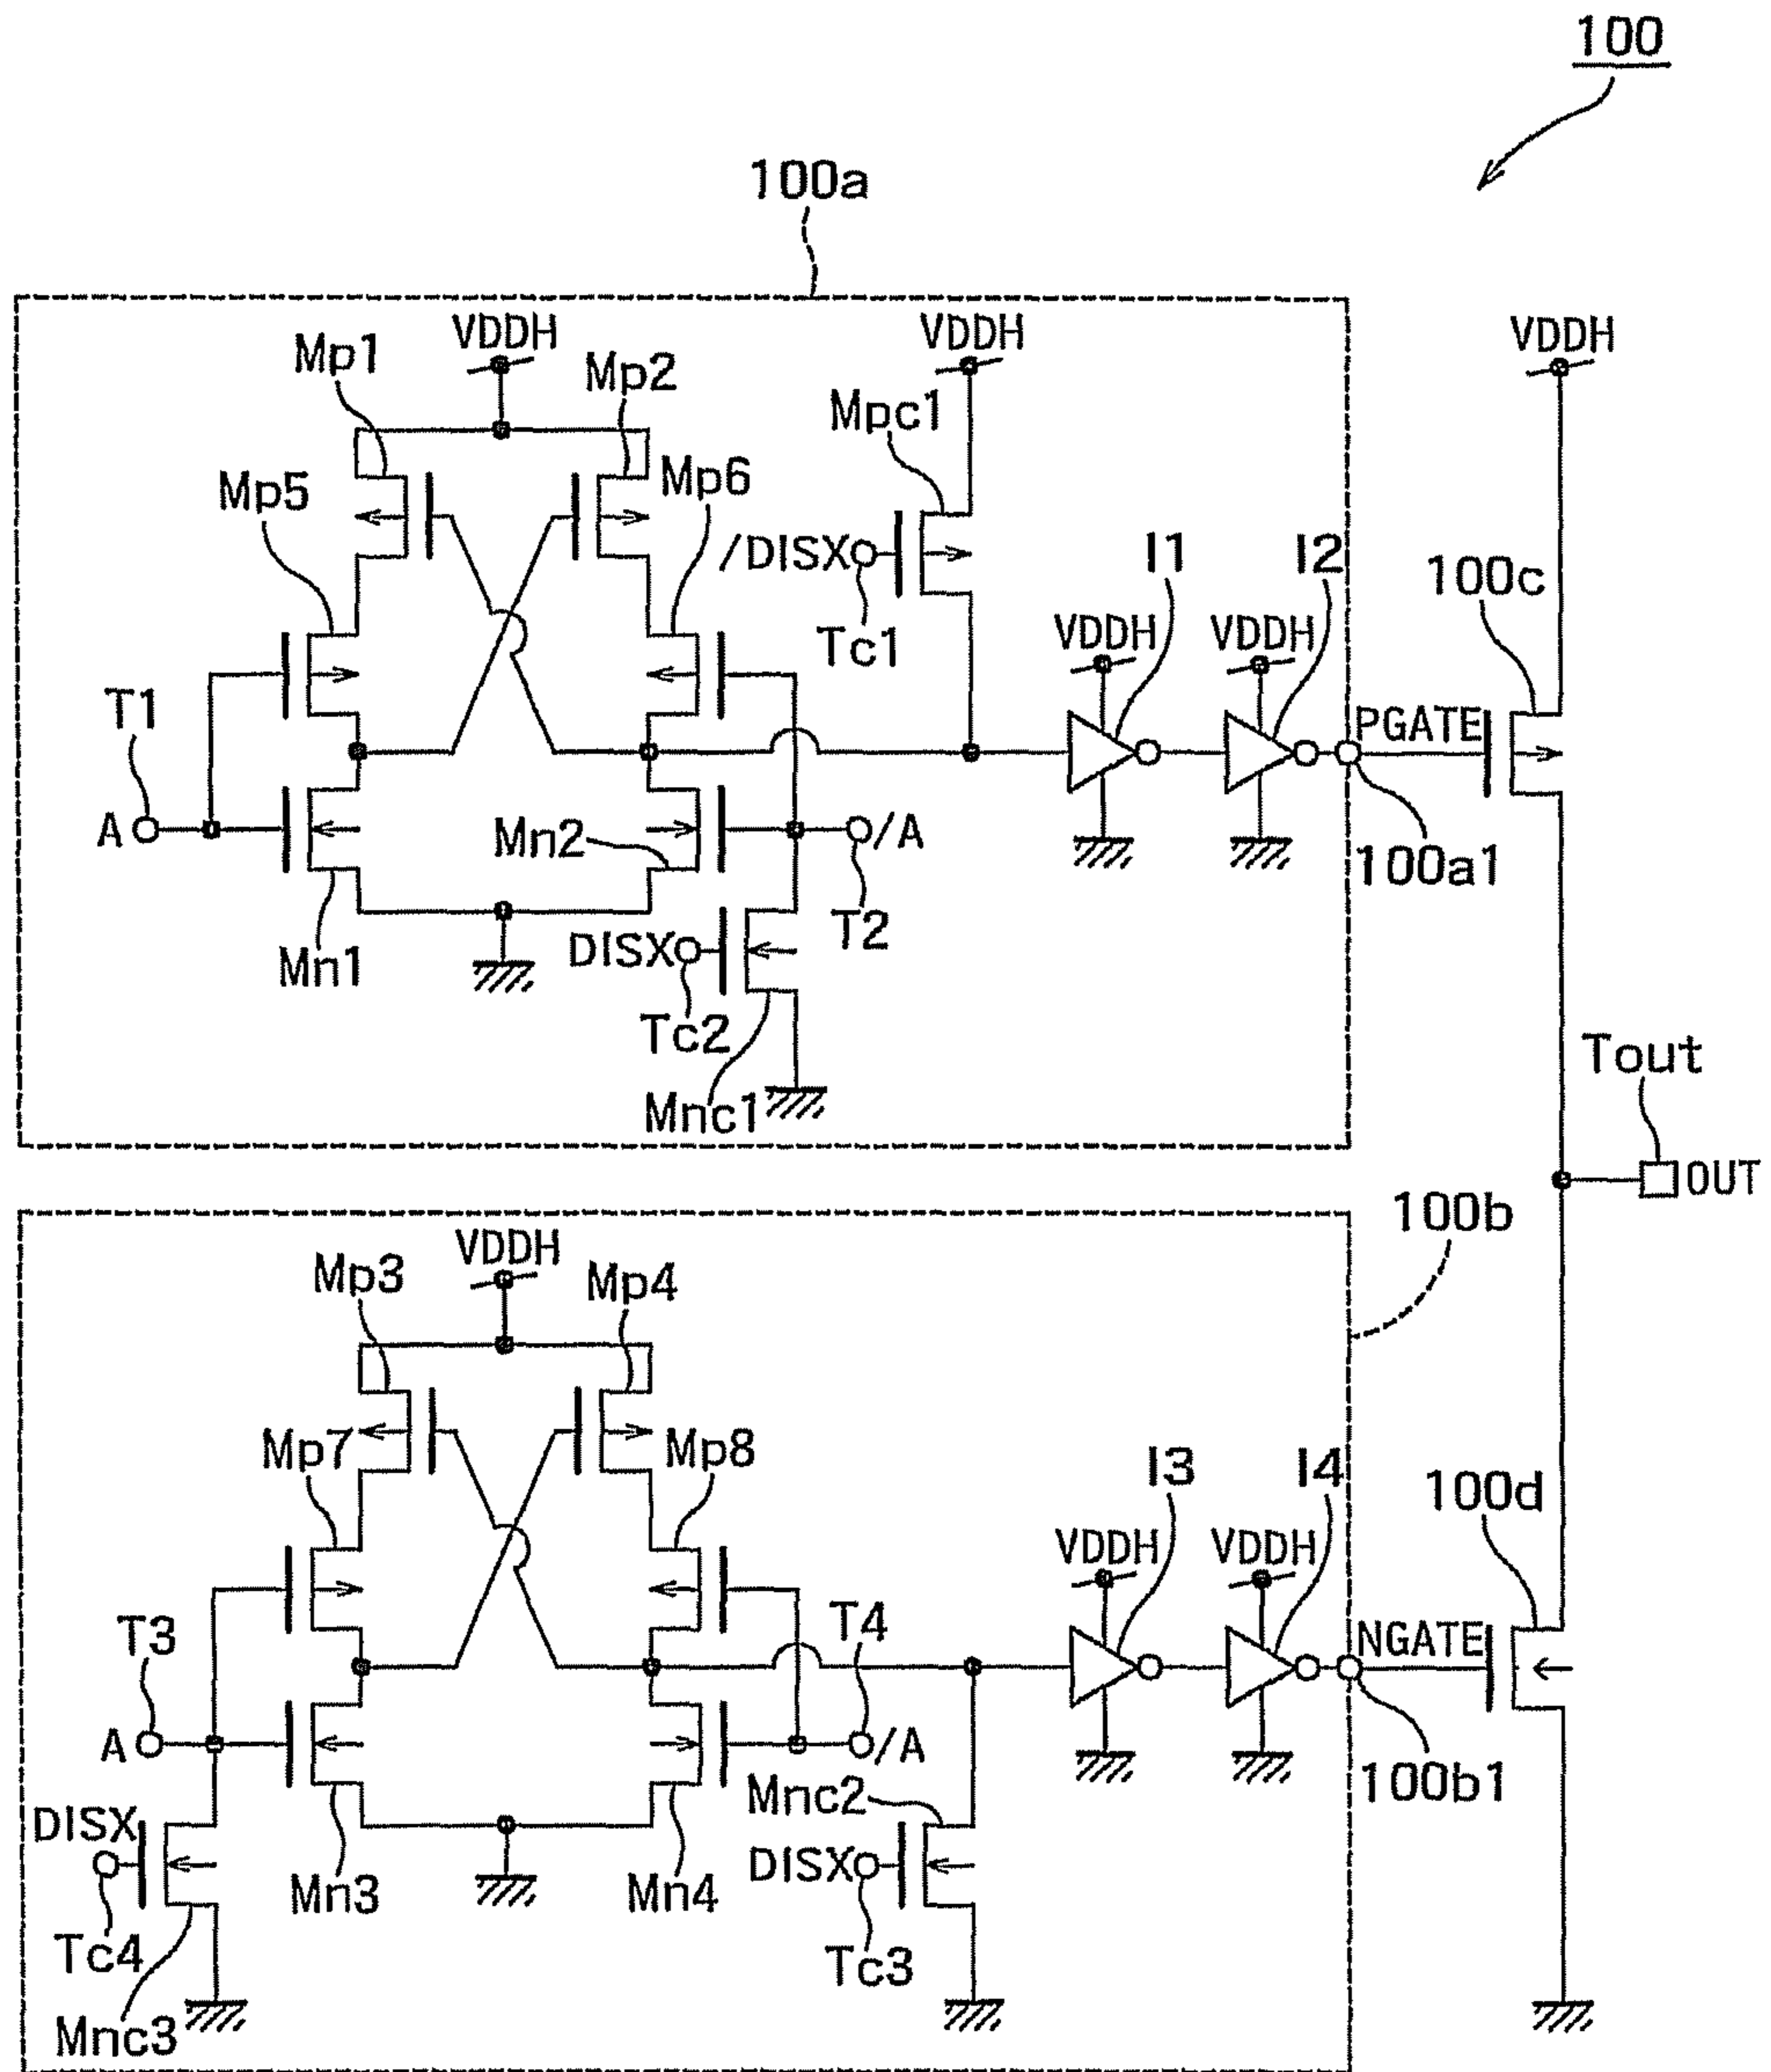 100
100a
VDDH
VDDH
VDDH
Mp1
Mp2
Mpc1
Mp5
Mp6
/DISX
I1
I2
100c
Tc1
VDDH
VDDH
T1
PGATE
A
Mn2
/A
100a1
T2
Mn1
DISX
Tc2
Mnc1
Tout
OUT
100b
VDDH
Mp3
Mp4
Mp7
Mp8
I3
I4
100d
VDDH
VDDH
T3
T4
NGATE
A
/A
Mnc2
100b1
DISX
DISX
Mn3
Mn4
Tc4
Tc3
Mnc3